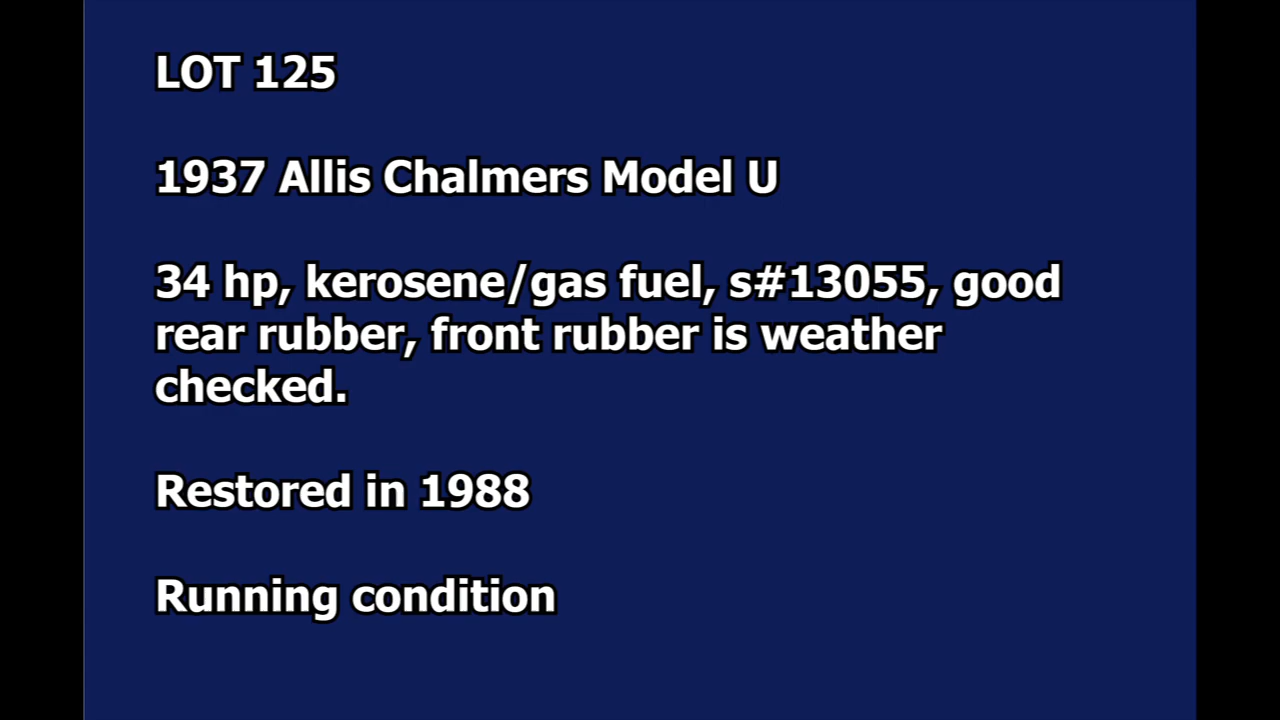 LOT 125
1937 Allis Chalmers Model U
34 hp, kerosene/gas fuel, s#13055, good
rear rubber, front rubber is weather
checked.
Restored in 1988
Running condition